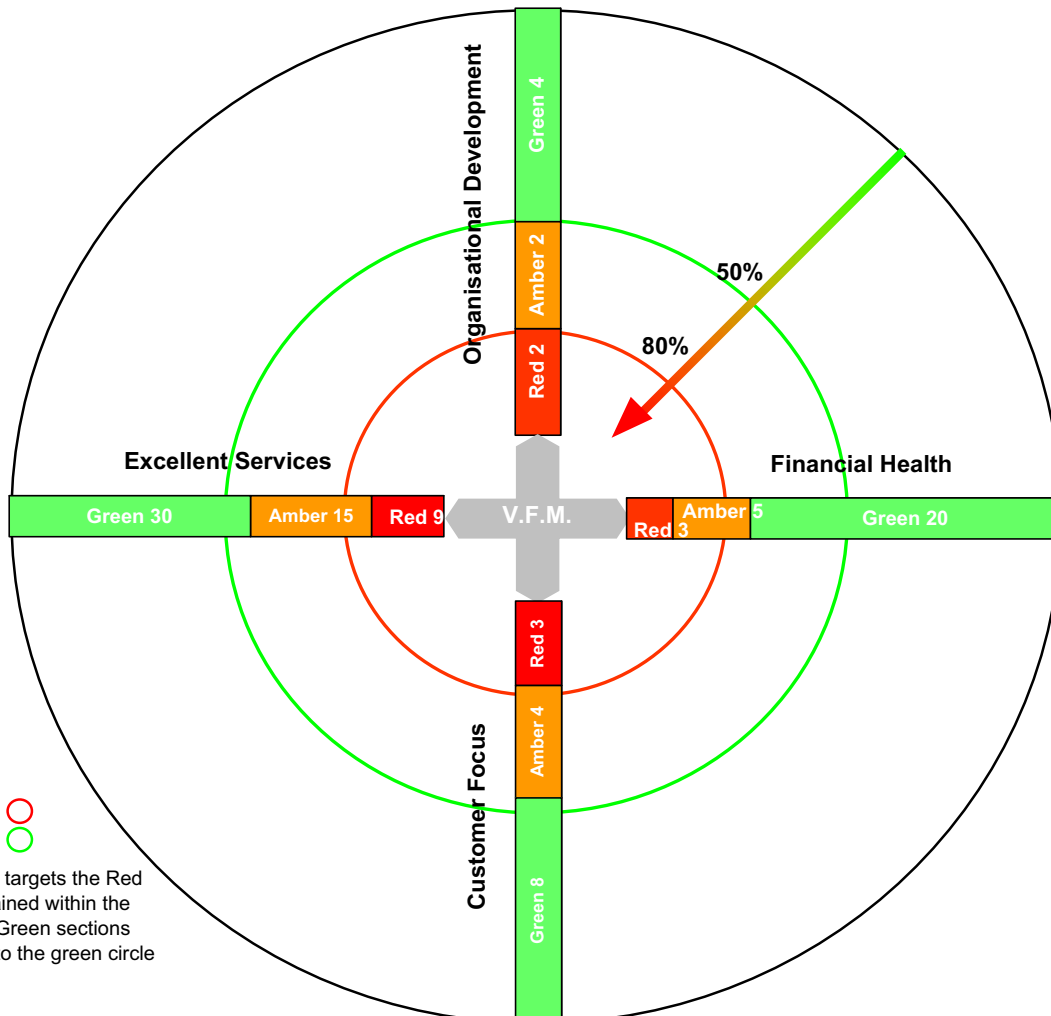 Organisational Development
Green 4
Amber 2
Red 2
50%
80%
Excellent Services
Financial Health
Green 30
Amber 15
Red 9
V.F.M.
Red 3
Amber 5
Green 20
Red 3
Amber 4
Green 8
Customer Focus
targets the Red
within the
Green sections
to the green circle